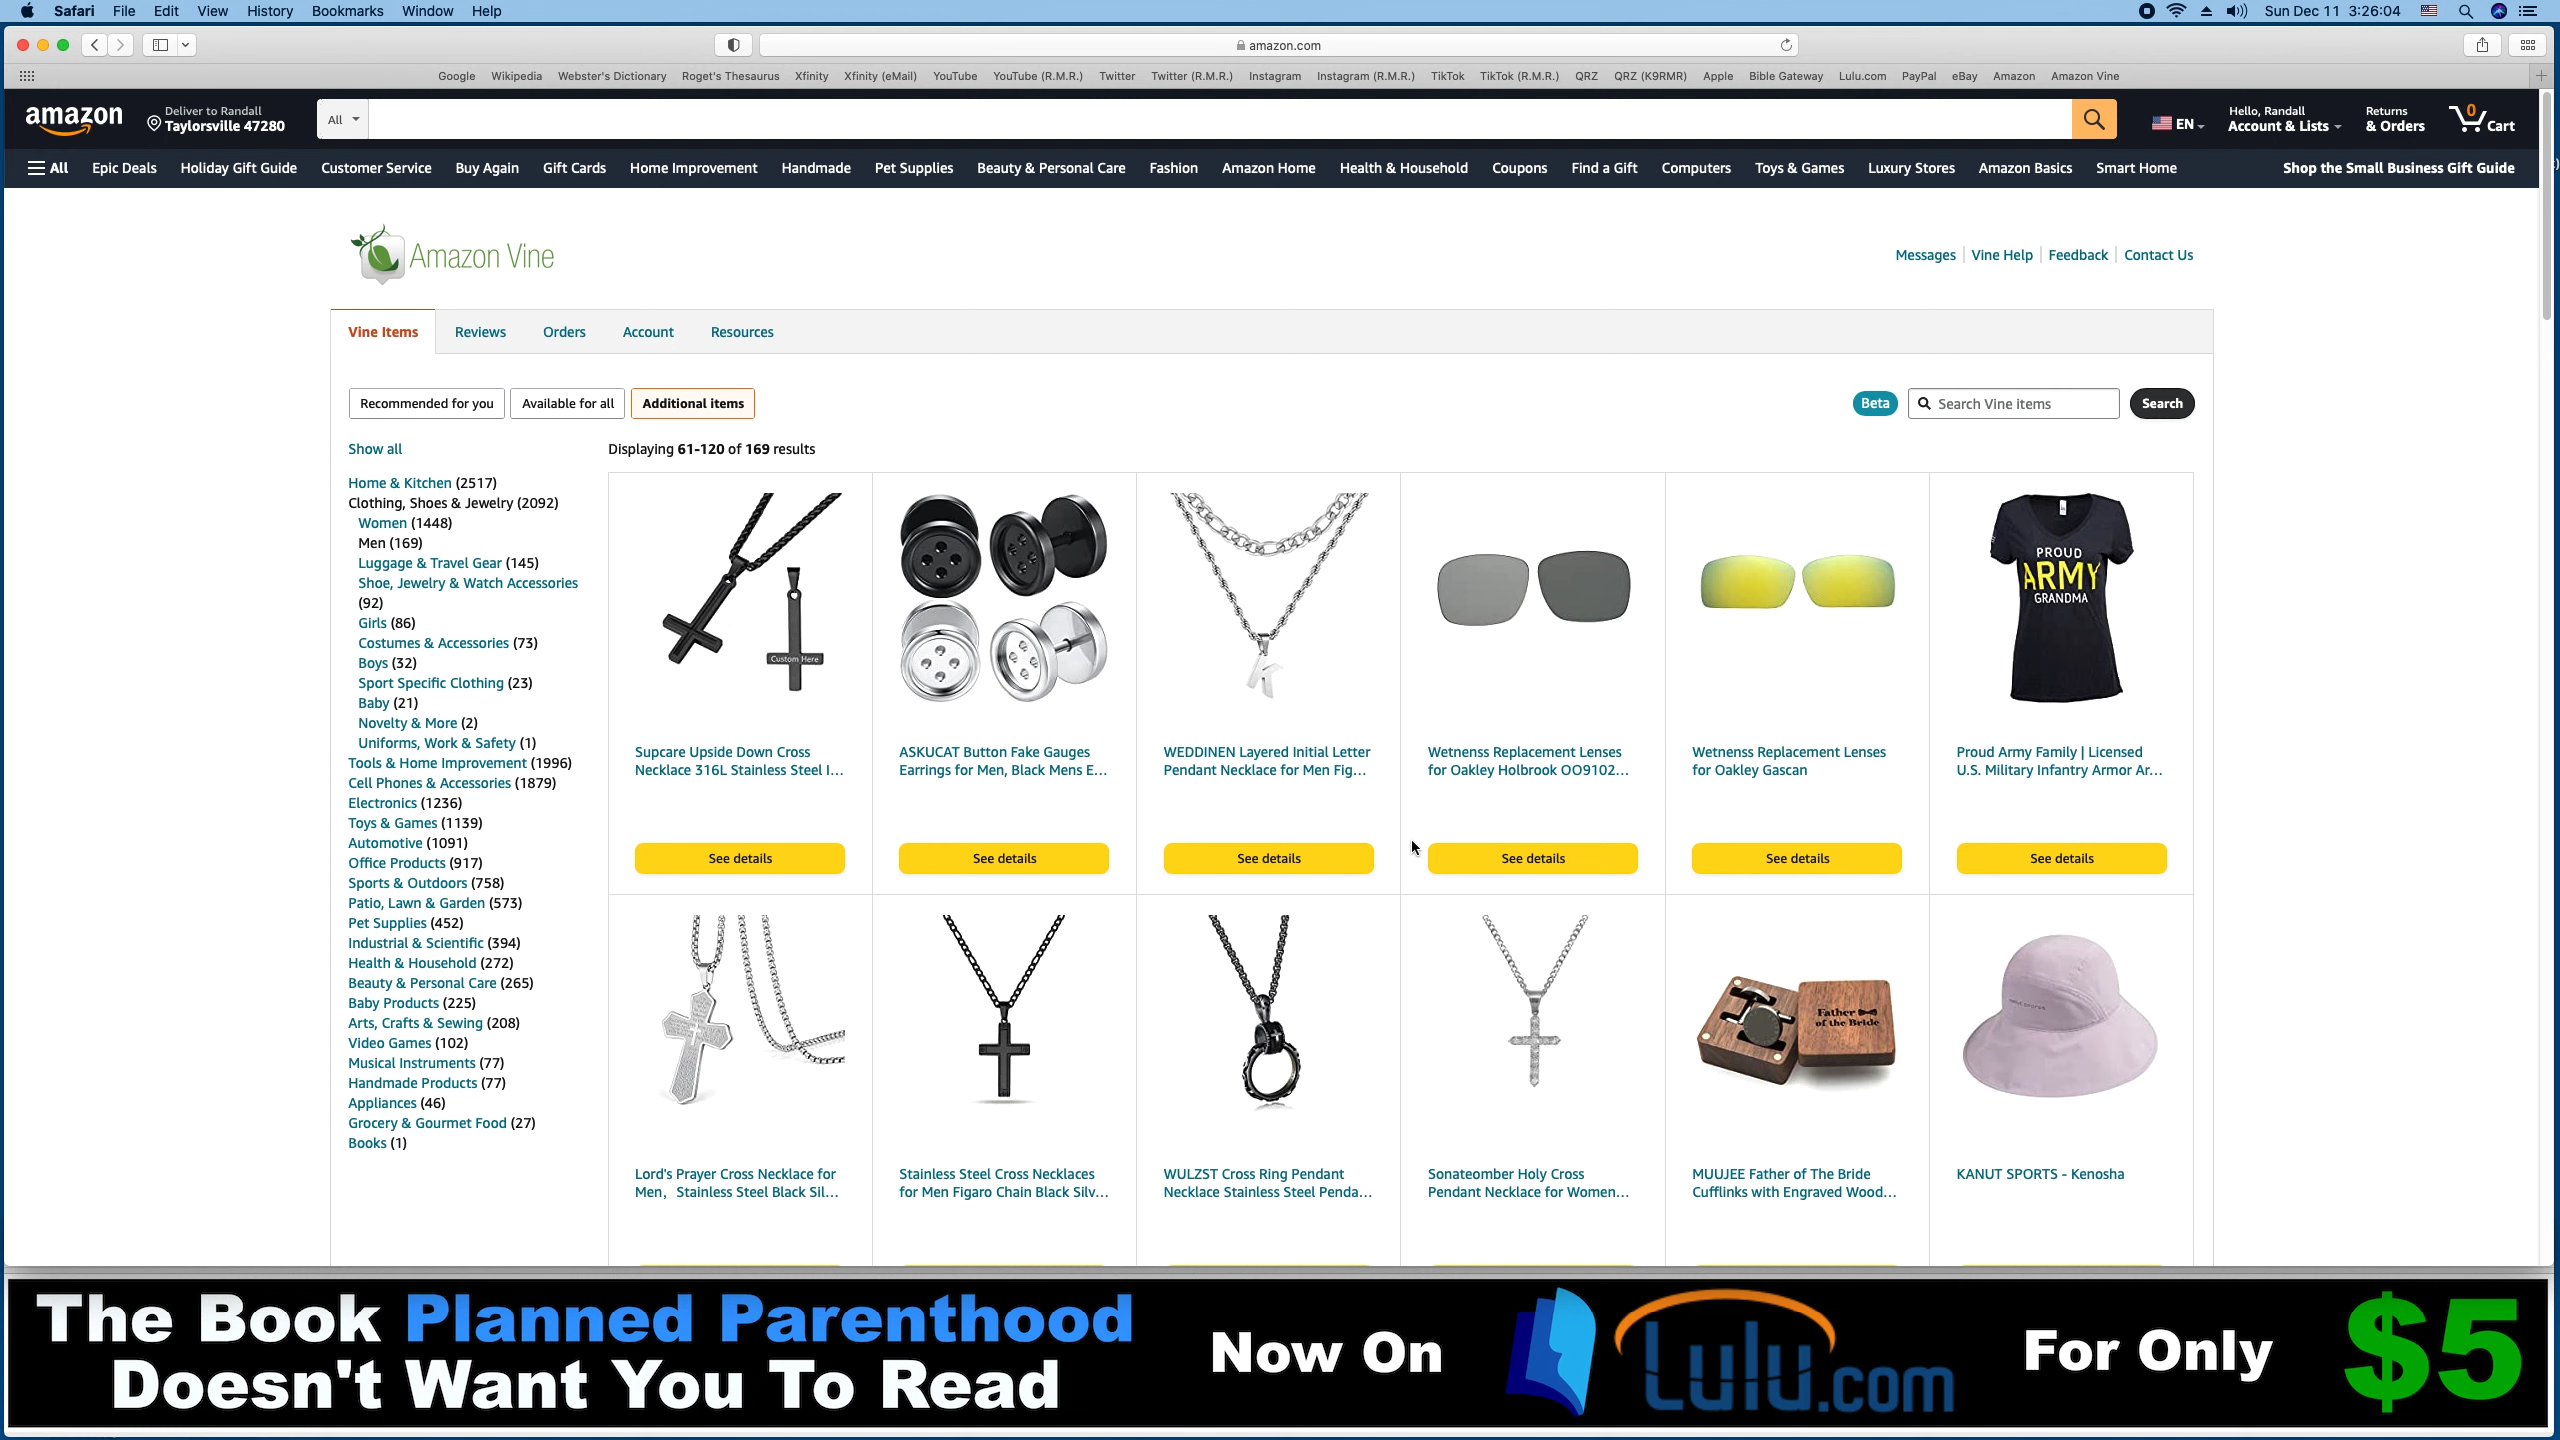 Safari File Edit View History Bookmarks Window Help
Sun Dec 11 3:26:04
amazon.com
Google Wikipedia Webster's Dictionary Roget's Thesaurus Xfinity Xfinity (eMail) YouTube YouTube (R.M.R.) Twitter Twitter (R.M.R.) Instagram Instagram (R.M.R.) TikTok TikTok (R.M.R.) QRZ QRZ (K9RMR) Apple Bible Gateway Lulu.com PayPal eBay Amazon Amazon Vine
amazon
Deliver to Randall
Taylorsville 47280
All
EN
Hello, Randall
Account & Lists
Returns
& Orders
0
Cart
All Epic Deals Holiday Gift Guide Customer Service Buy Again Gift Cards Home Improvement Handmade Pet Supplies Beauty & Personal Care Fashion Amazon Home Health & Household Coupons Find a Gift Computers Toys & Games Luxury Stores Amazon Basics Smart Home Shop the Small Business Gift Guide
Amazon Vine
Messages Vine Help Feedback Contact Us
Vine Items Reviews Orders Account Resources
Recommended for you Available for all Additional items
Beta Search Vine items Search
Show all
Displaying 61-120 of 169 results
Home & Kitchen (2517)
Clothing, Shoes & Jewelry (2092)
Women (1448)
Men (169)
Luggage & Travel Gear (145)
Shoe, Jewelry & Watch Accessories
(92)
Girls (86)
Costumes & Accessories (73)
Boys (32)
Sport Specific Clothing (23)
Baby (21)
Novelty & More (2)
Uniforms, Work & Safety (1)
Tools & Home Improvement (1996)
Cell Phones & Accessories (1879)
Electronics (1236)
Toys & Games (1139)
Automotive (1091)
Office Products (917)
Sports & Outdoors (758)
Patio, Lawn & Garden (573)
Pet Supplies (452)
Industrial & Scientific (394)
Health & Household (272)
Beauty & Personal Care (265)
Baby Products (225)
Arts, Crafts & Sewing (208)
Video Games (102)
Musical Instruments (77)
Handmade Products (77)
Appliances (46)
Grocery & Gourmet Food (27)
Books (1)
Custom Here
Supcare Upside Down Cross
Necklace 316L Stainless Steel I...
See details
ASKUCAT Button Fake Gauges
Earrings for Men, Black Mens E...
See details
K
WEDDINEN Layered Initial Letter
Pendant Necklace for Men Fig...
See details
Wetnenss Replacement Lenses
for Oakley Holbrook OO9102...
See details
Wetnenss Replacement Lenses
for Oakley Gascan
See details
PROUD
ARMY
GRANDMA
Proud Army Family | Licensed
U.S. Military Infantry Armor Ar...
See details
Lord's Prayer Cross Necklace for
Men，Stainless Steel Black Sil...
Stainless Steel Cross Necklaces
for Men Figaro Chain Black Silv...
WULZST Cross Ring Pendant
Necklace Stainless Steel Penda...
Sonateomber Holy Cross
Pendant Necklace for Women...
Father
of the Bride
MUUJEE Father of The Bride
Cufflinks with Engraved Wood...
KANUT SPORTS - Kenosha
The Book Planned Parenthood
Doesn't Want You To Read
Now On
Lulu.com
For Only
$5